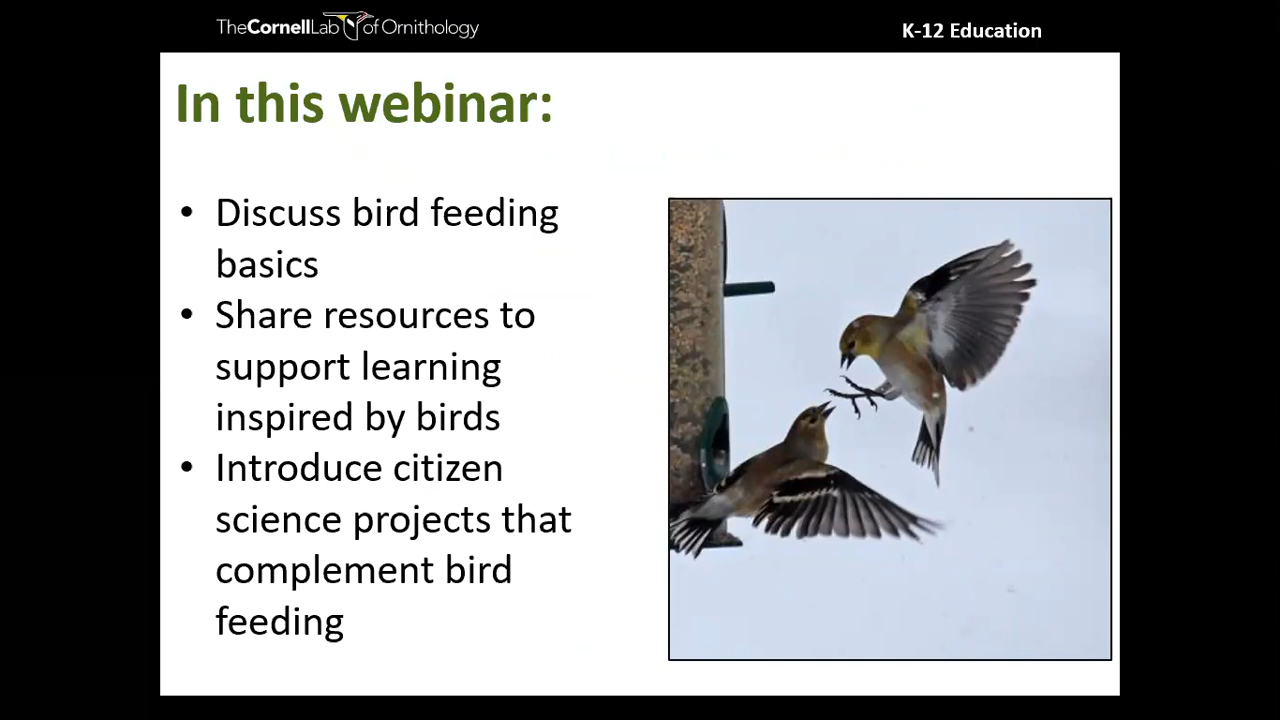 TheCornellLab of Ornithology
K-12 Education
In this webinar:
• Discuss bird feeding
basics
• Share resources to
support learning
inspired by birds
• Introduce citizen
science projects that
complement bird
feeding